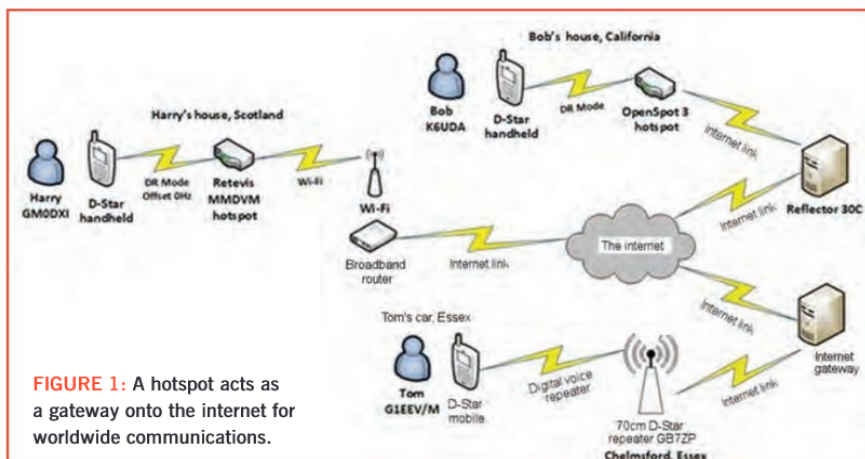 Bob's house, California
Bob
K6UDA
D-Star
handheld
DR Mode
OpenSpot 3
hotspot
Internet link
Harry's house, Scotland
Harry
GM0DXI
D-Star
handheld
DR Mode
Offset 0Hz
Retevis
MMDVM
hotspot
Wi-Fi
Wi-Fi
Reflector 30C
Internet link
Broadband
router
Internet link
The internet
Internet link
Internet
gateway
Tom's car, Essex
Tom
G1EEV/M
D-Star
mobile
Digital voice
repeater
70cm D-Star
repeater GB7ZP
Chelmsford, Essex
Internet link
FIGURE 1: A hotspot acts as
a gateway onto the internet for
worldwide communications.